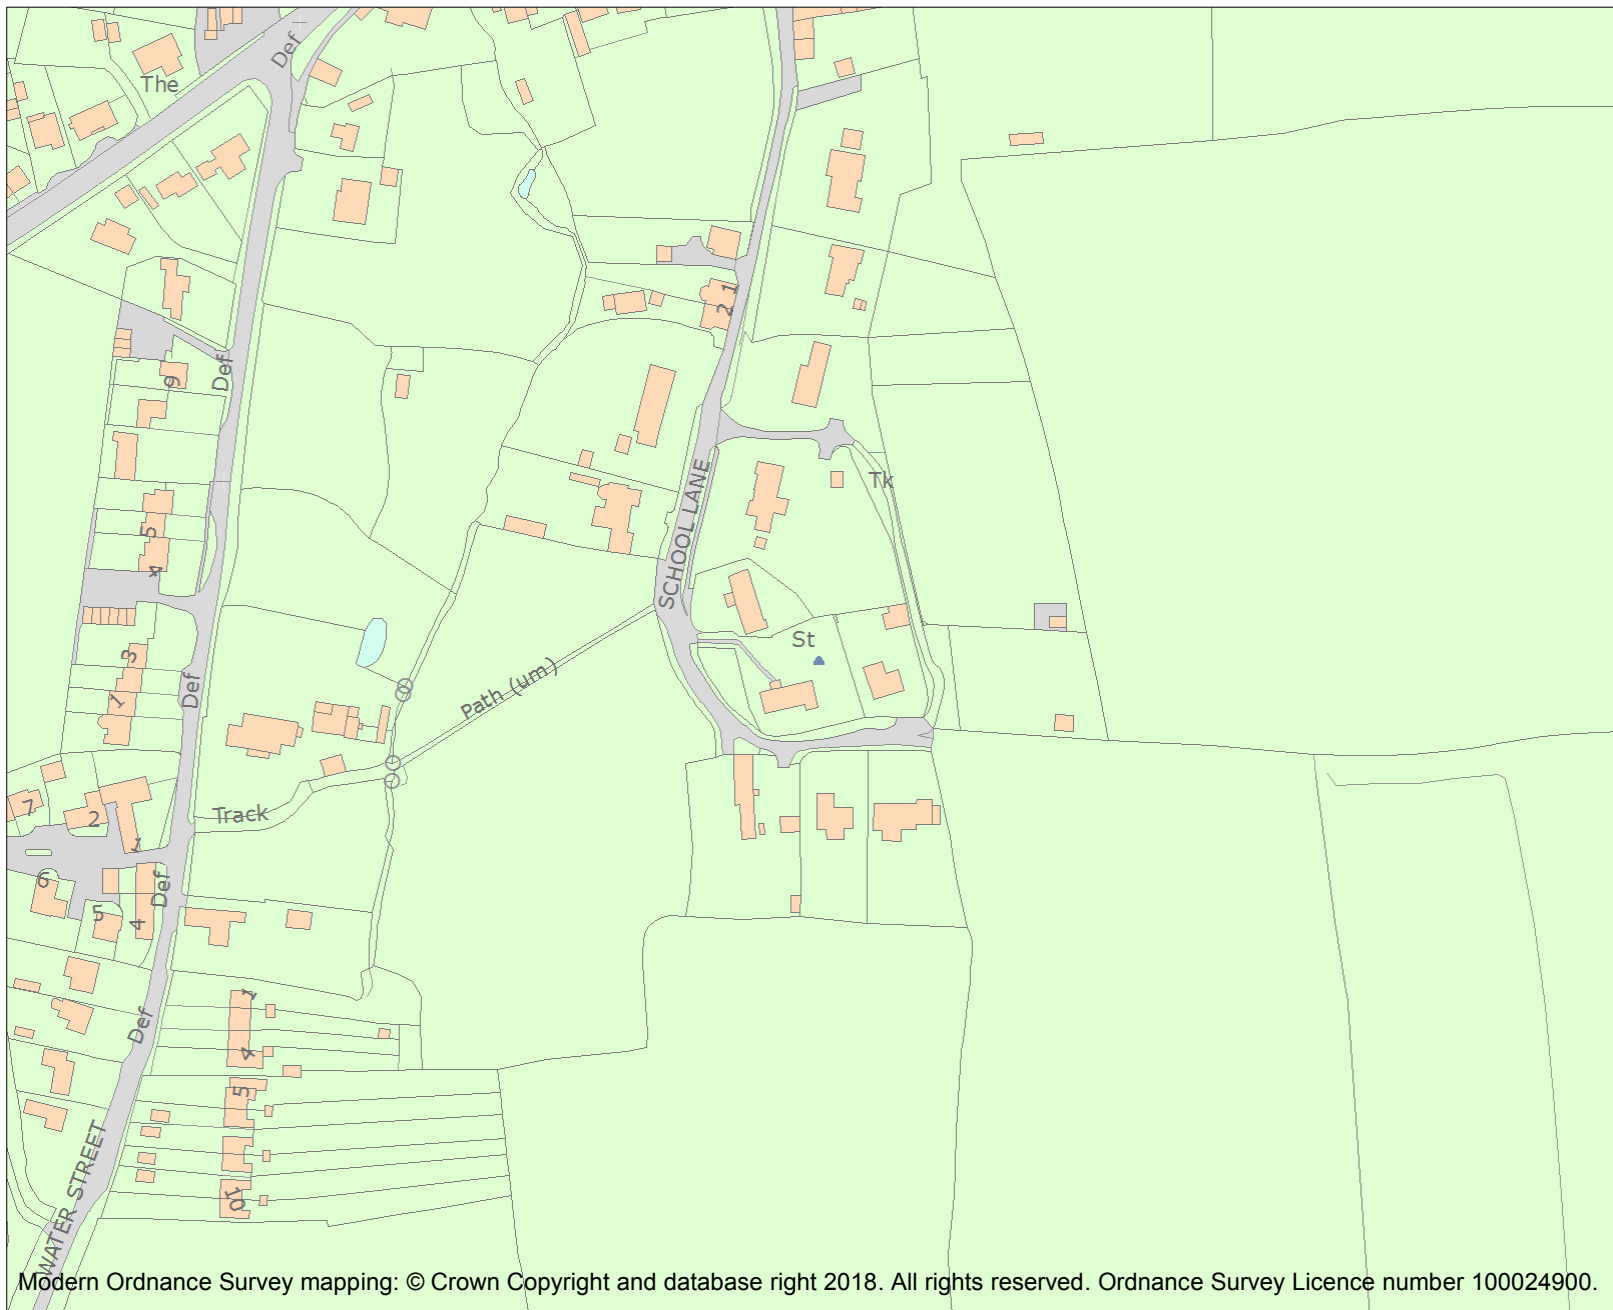 Def
The
1
2
Def
9
SCHOOL LANE
Tk
5
4
St
3
Path (um)
Def
1
Track
7
2
1
6
Def
5
4
1
Def
4
5
WATER STREET
10
Modern Ordnance Survey mapping: © Crown Copyright and database right 2018. All rights reserved. Ordnance Survey Licence number 100024900.